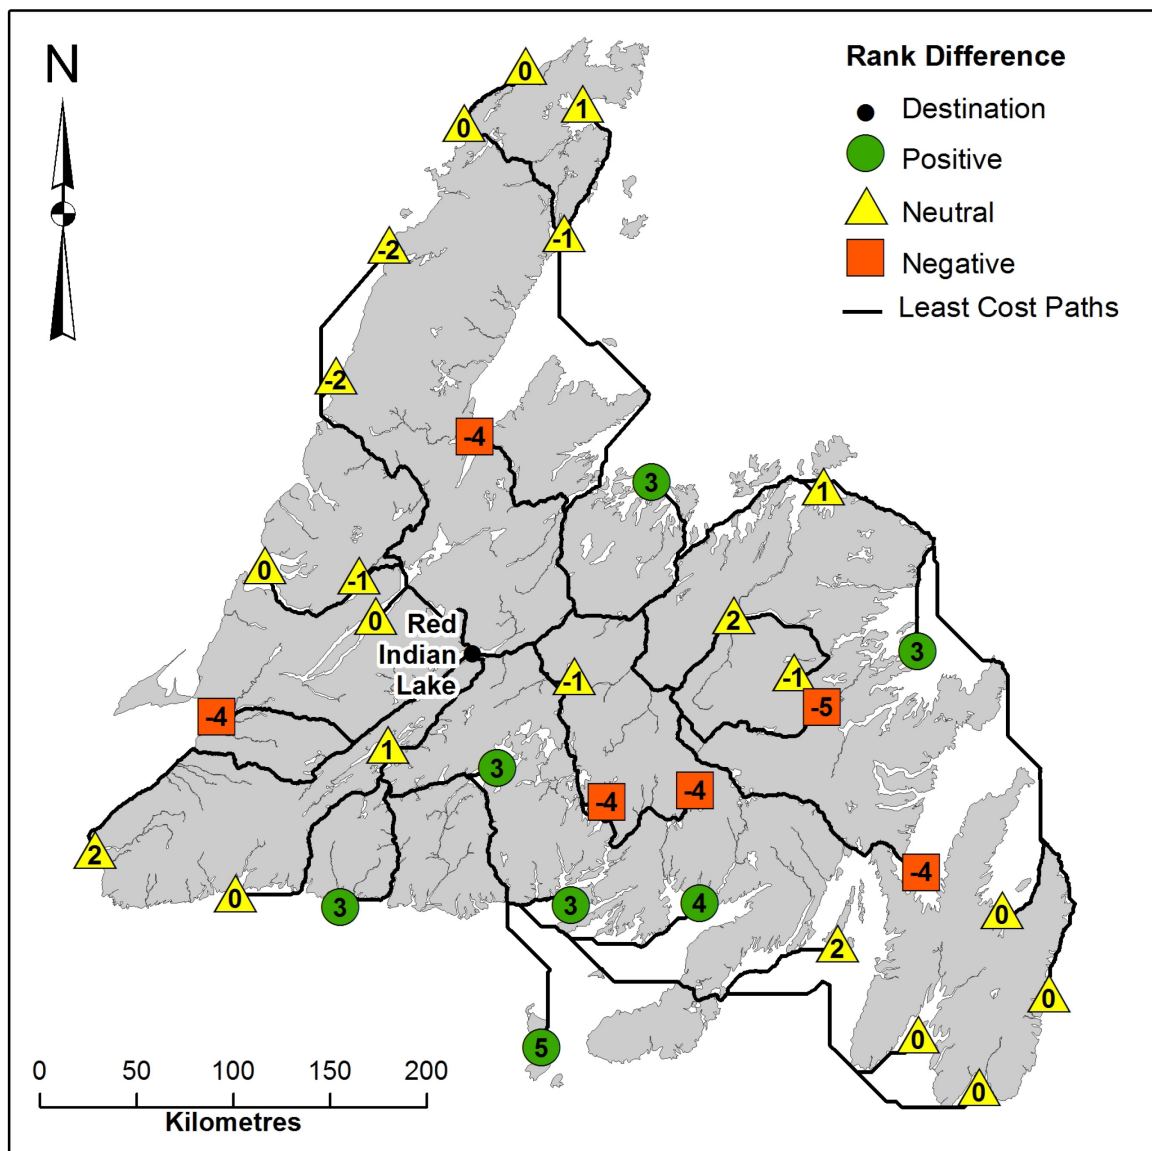 N
Rank Difference
Destination
Positive
Neutral
Negative
Least Cost Paths
0
1
0
-1
-2
-2
-4
3
1
0
-1
0
Red
Indian
Lake
2
3
-1
-1
-5
-4
1
3
-4
-4
2
-4
0
3
3
4
0
2
0
0
5
0
0 50 100 150 200
Kilometres